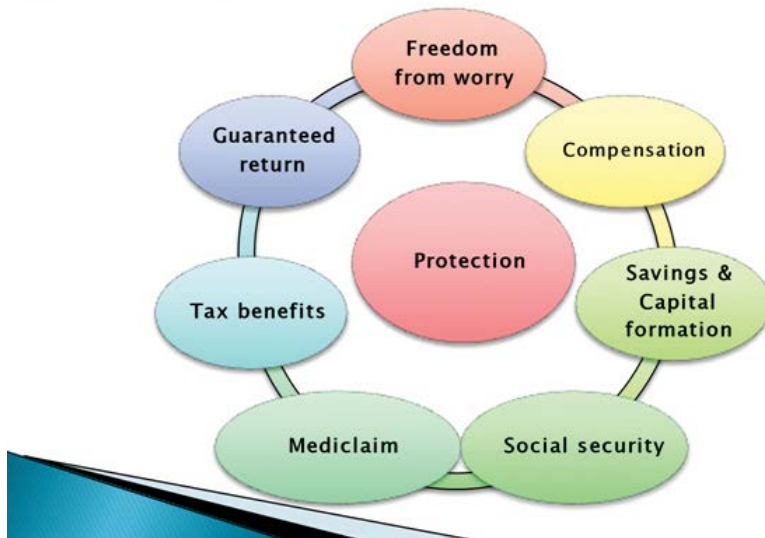 Freedom
from worry
Compensation
Savings &
Capital
formation
Social security
Mediclaim
Tax benefits
Guaranteed
return
Protection